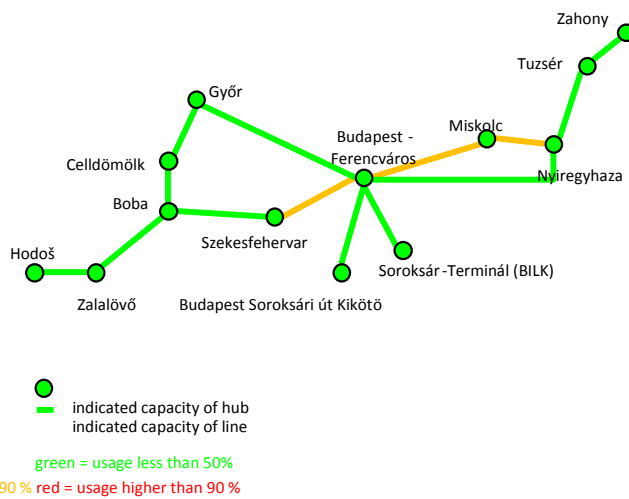 Zahony
Tuzsér
Győr
Miskolc
Budapest -
Ferencváros
Celldömölk
Nyiregyhaza
Boba
Szekesfehervar
Hodoš
Soroksár-Terminál (BILK)
Zalalövő
Budapest Soroksári út Kikötö
indicated capacity of hub
indicated capacity of line
green = usage less than 50%
90 % red = usage higher than 90 %